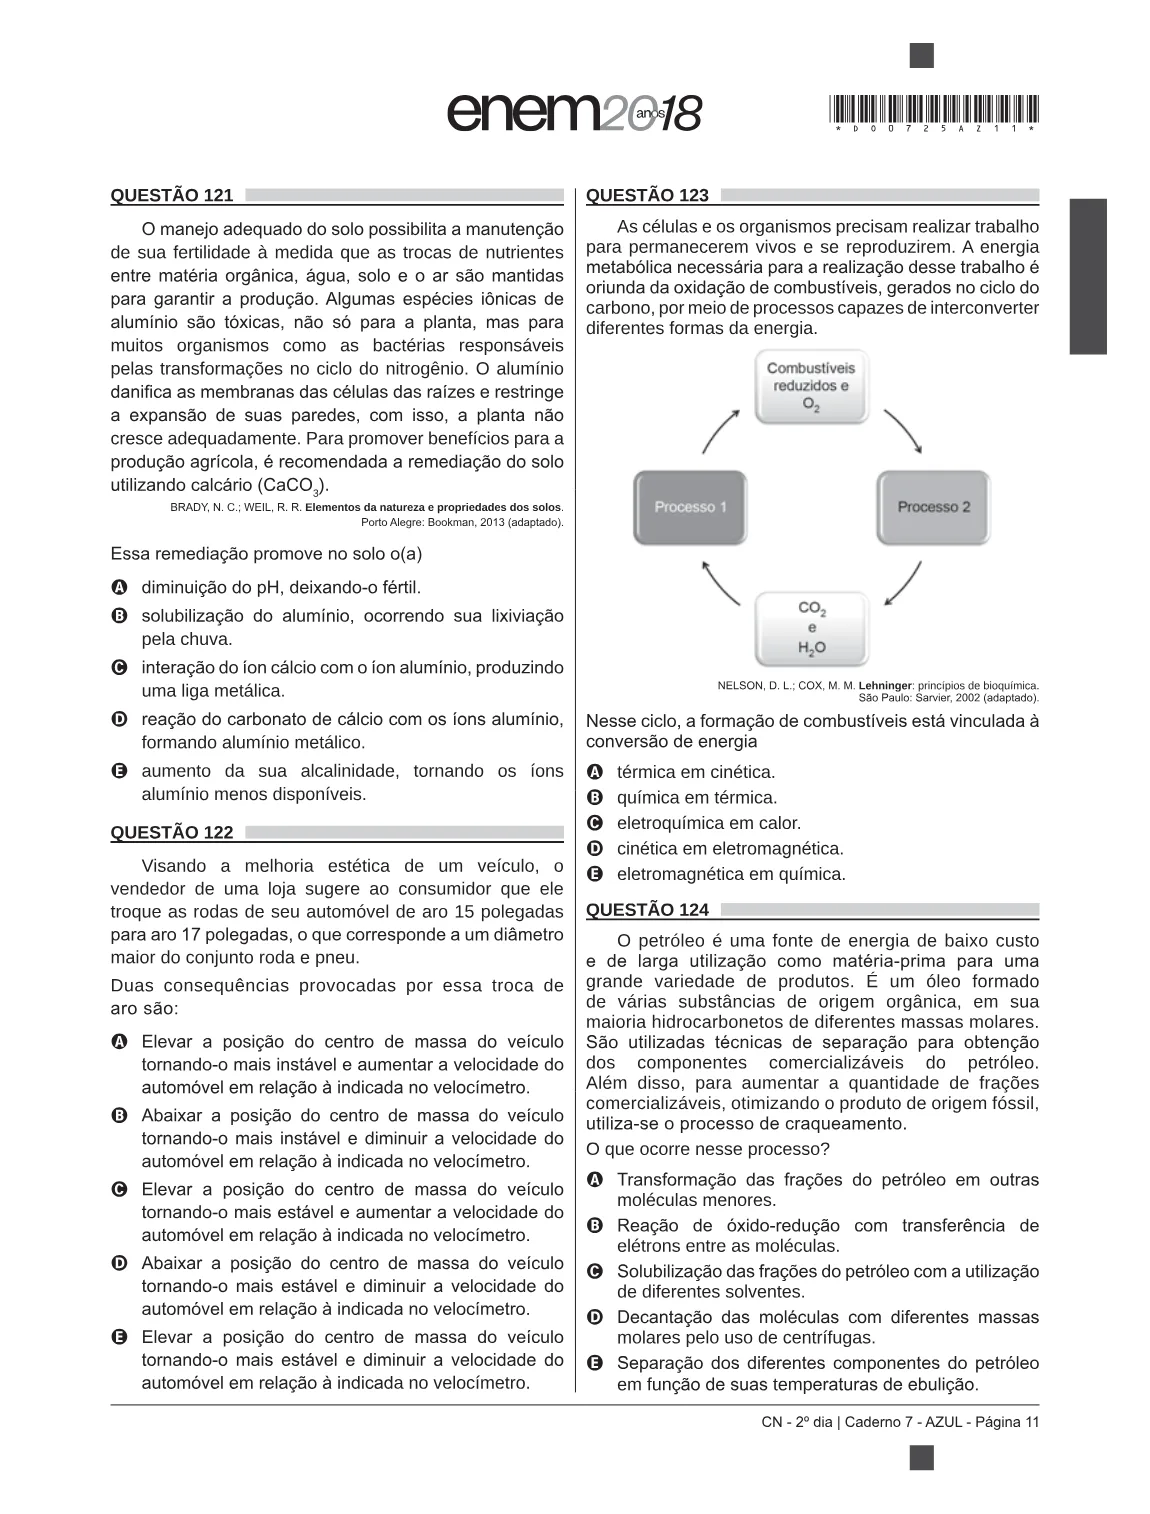 enem20anos18
* D 0 0 7 2 5 A Z 1 1 *
QUESTÃO 121
O manejo adequado do solo possibilita a manutenção
de sua fertilidade à medida que as trocas de nutrientes
entre matéria orgânica, água, solo e o ar são mantidas
para garantir a produção. Algumas espécies iônicas de
alumínio são tóxicas, não só para a planta, mas para
muitos organismos como as bactérias responsáveis
pelas transformações no ciclo do nitrogênio. O alumínio
danifica as membranas das células das raízes e restringe
a expansão de suas paredes, com isso, a planta não
cresce adequadamente. Para promover benefícios para a
produção agrícola, é recomendada a remediação do solo
utilizando calcário (CaCO3).
BRADY, N. C.; WEIL, R. R. Elementos da natureza e propriedades dos solos.
Porto Alegre: Bookman, 2013 (adaptado).
Essa remediação promove no solo o(a)
A diminuição do pH, deixando-o fértil.
B solubilização do alumínio, ocorrendo sua lixiviação
pela chuva.
C interação do íon cálcio com o íon alumínio, produzindo
uma liga metálica.
D reação do carbonato de cálcio com os íons alumínio,
formando alumínio metálico.
E aumento da sua alcalinidade, tornando os íons
alumínio menos disponíveis.
QUESTÃO 122
Visando a melhoria estética de um veículo, o
vendedor de uma loja sugere ao consumidor que ele
troque as rodas de seu automóvel de aro 15 polegadas
para aro 17 polegadas, o que corresponde a um diâmetro
maior do conjunto roda e pneu.
Duas consequências provocadas por essa troca de
aro são:
A Elevar a posição do centro de massa do veículo
tornando-o mais instável e aumentar a velocidade do
automóvel em relação à indicada no velocímetro.
B Abaixar a posição do centro de massa do veículo
tornando-o mais instável e diminuir a velocidade do
automóvel em relação à indicada no velocímetro.
C Elevar a posição do centro de massa do veículo
tornando-o mais estável e aumentar a velocidade do
automóvel em relação à indicada no velocímetro.
D Abaixar a posição do centro de massa do veículo
tornando-o mais estável e diminuir a velocidade do
automóvel em relação à indicada no velocímetro.
E Elevar a posição do centro de massa do veículo
tornando-o mais estável e diminuir a velocidade do
automóvel em relação à indicada no velocímetro.
QUESTÃO 123
As células e os organismos precisam realizar trabalho
para permanecerem vivos e se reproduzirem. A energia
metabólica necessária para a realização desse trabalho é
oriunda da oxidação de combustíveis, gerados no ciclo do
carbono, por meio de processos capazes de interconverter
diferentes formas da energia.
Combustíveis
reduzidos e
O2
Processo 1
Processo 2
CO2
e
H2O
NELSON, D. L.; COX, M. M. Lehninger: princípios de bioquímica.
São Paulo: Sarvier, 2002 (adaptado).
Nesse ciclo, a formação de combustíveis está vinculada à
conversão de energia
A térmica em cinética.
B química em térmica.
C eletroquímica em calor.
D cinética em eletromagnética.
E eletromagnética em química.
QUESTÃO 124
O petróleo é uma fonte de energia de baixo custo
e de larga utilização como matéria-prima para uma
grande variedade de produtos. É um óleo formado
de várias substâncias de origem orgânica, em sua
maioria hidrocarbonetos de diferentes massas molares.
São utilizadas técnicas de separação para obtenção
dos componentes comercializáveis do petróleo.
Além disso, para aumentar a quantidade de frações
comercializáveis, otimizando o produto de origem fóssil,
utiliza-se o processo de craqueamento.
O que ocorre nesse processo?
A Transformação das frações do petróleo em outras
moléculas menores.
B Reação de óxido-redução com transferência de
elétrons entre as moléculas.
C Solubilização das frações do petróleo com a utilização
de diferentes solventes.
D Decantação das moléculas com diferentes massas
molares pelo uso de centrífugas.
E Separação dos diferentes componentes do petróleo
em função de suas temperaturas de ebulição.
CN - 2º dia | Caderno 7 - AZUL - Página 11